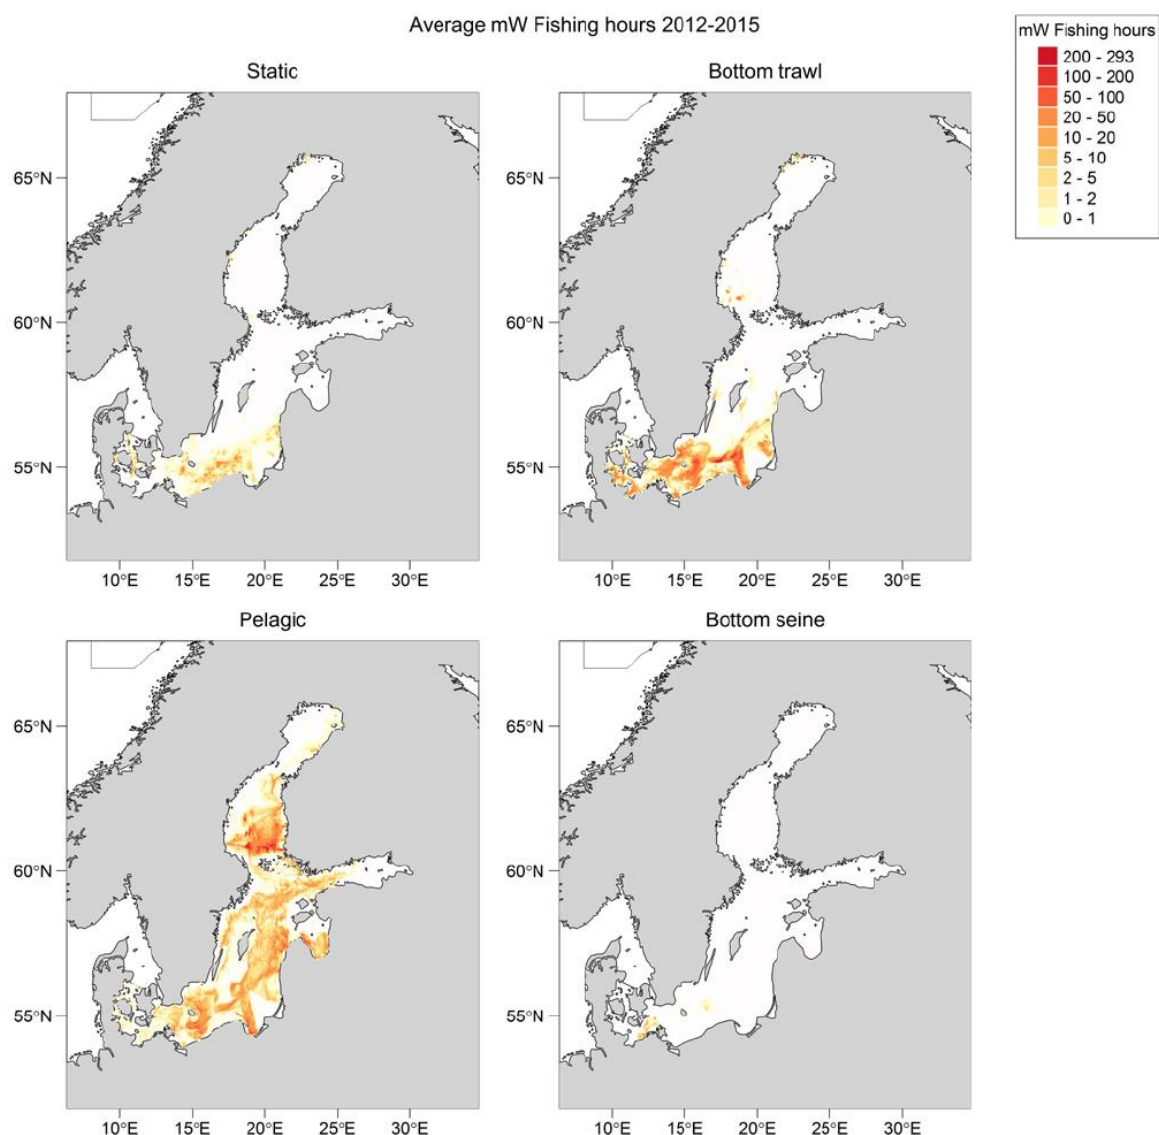 Average mW Fishing hours 2012-2015
mW Fishing hours
200 - 293
100 - 200
50 - 100
20 - 50
10 - 20
5 - 10
2 - 5
1 - 2
0 - 1
Static
65°N
60°N
55°N
10°E 15°E 20°E 25°E 30°E
Bottom trawl
65°N
60°N
55°N
10°E 15°E 20°E 25°E 30°E
Pelagic
65°N
60°N
55°N
10°E 15°E 20°E 25°E 30°E
Bottom seine
65°N
60°N
55°N
10°E 15°E 20°E 25°E 30°E